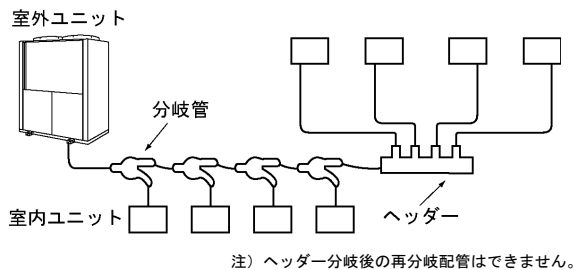 室外ユニット
分岐管
室内ユニット
ヘッダー
注）ヘッダー分岐後の再分岐配管はできません。